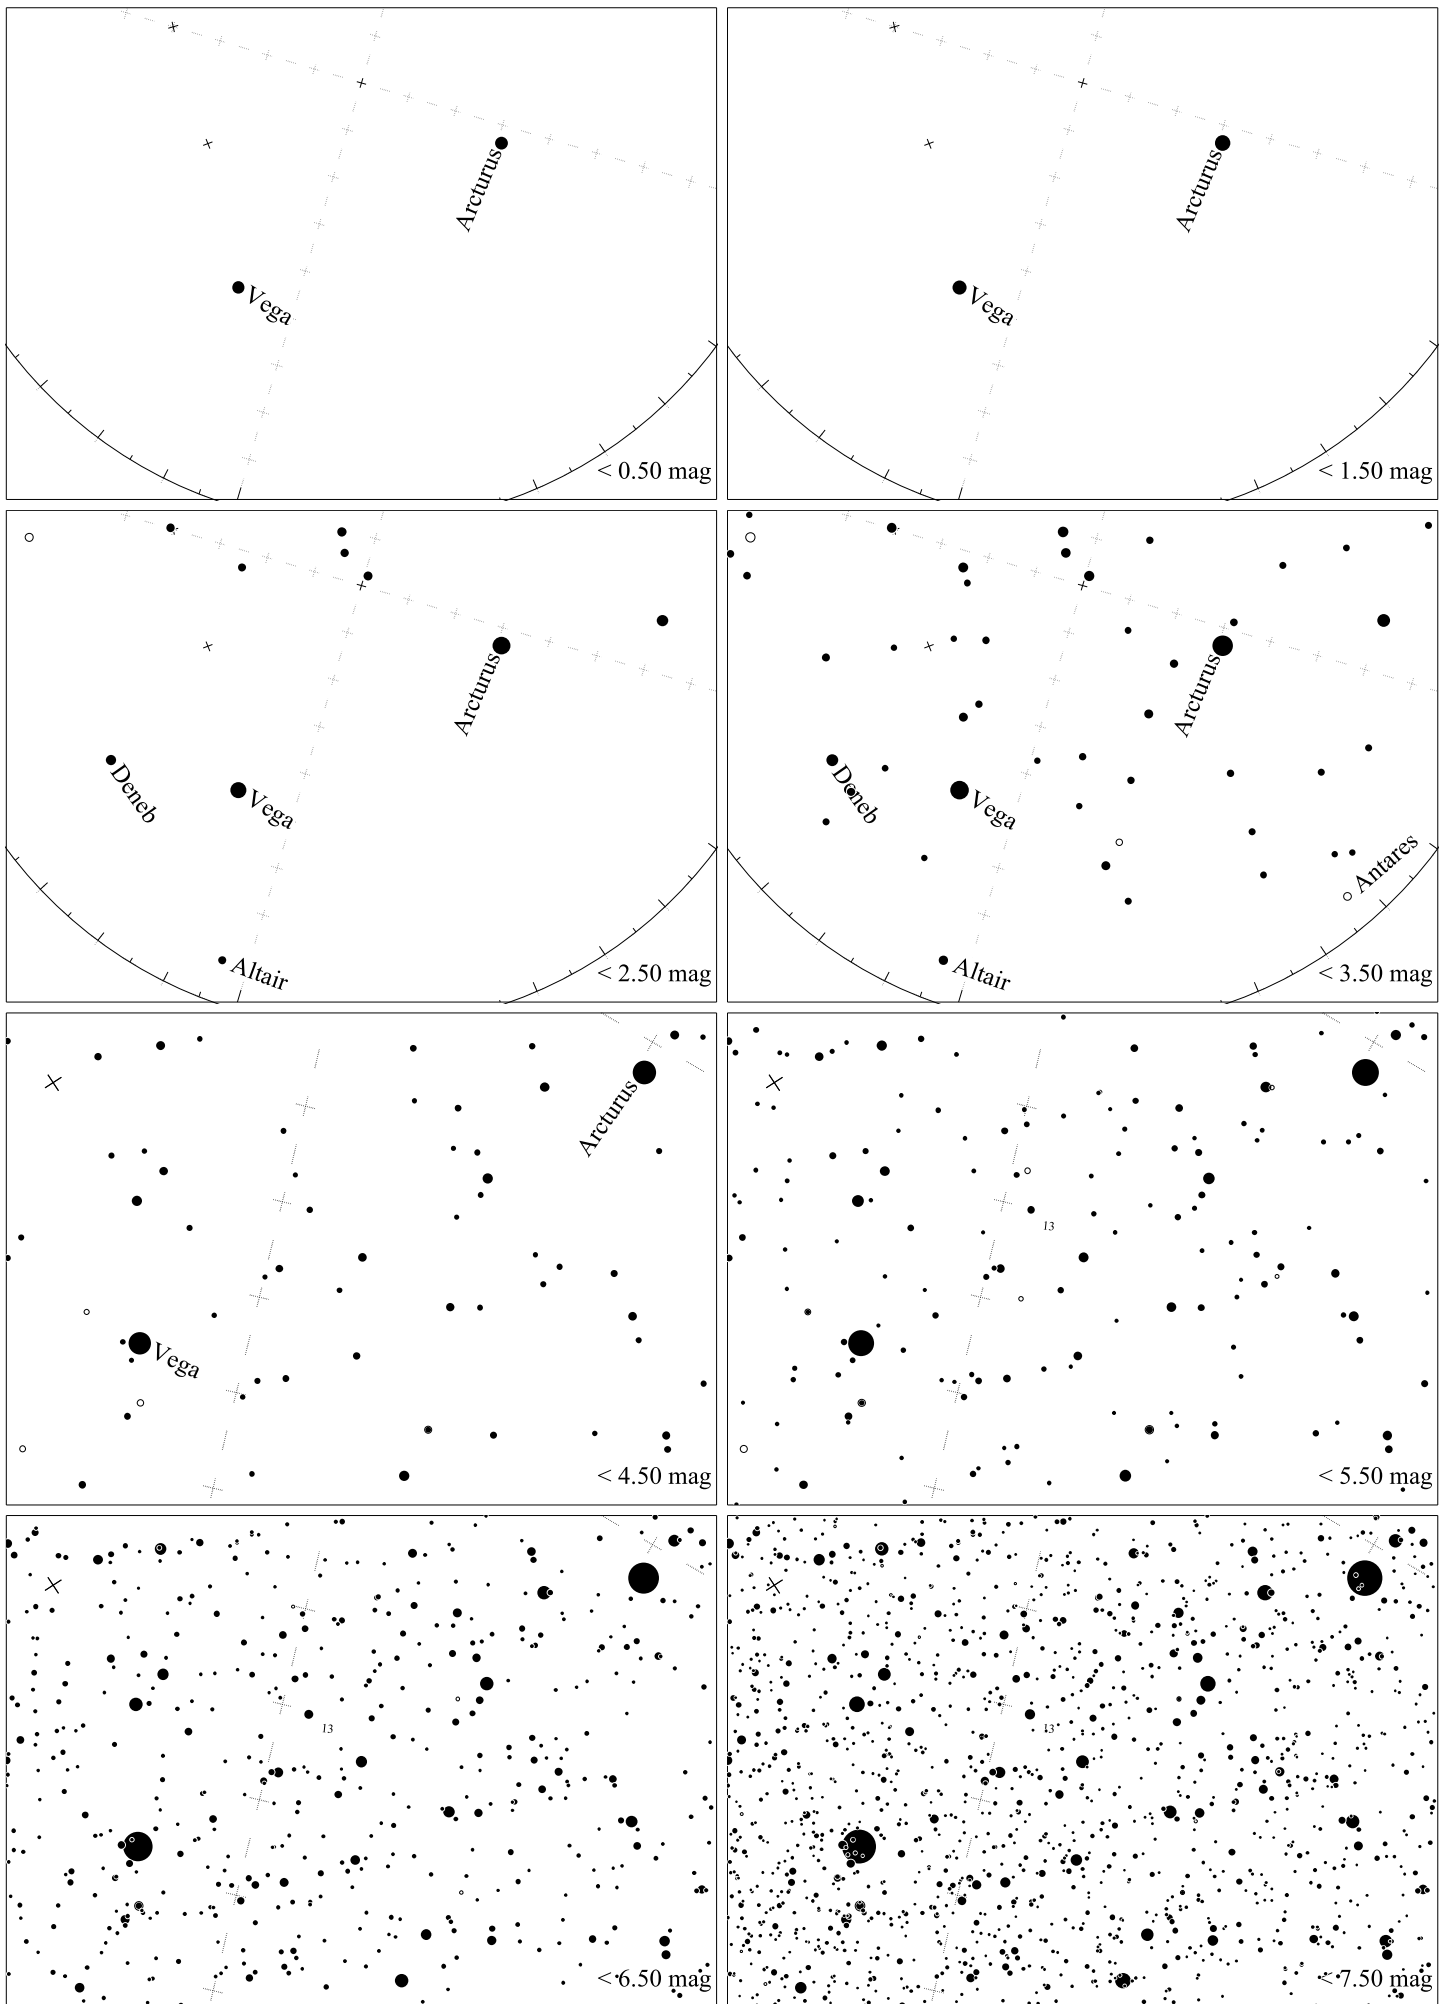 Arcturus
Vega
< 0.50 mag
Arcturus
Vega
< 1.50 mag
Arcturus
Deneb
Vega
Altair
< 2.50 mag
Arcturus
Deneb
Vega
Antares
Altair
< 3.50 mag
Arcturus
Vega
< 4.50 mag
13
< 5.50 mag
13
< 6.50 mag
13
< 7.50 mag